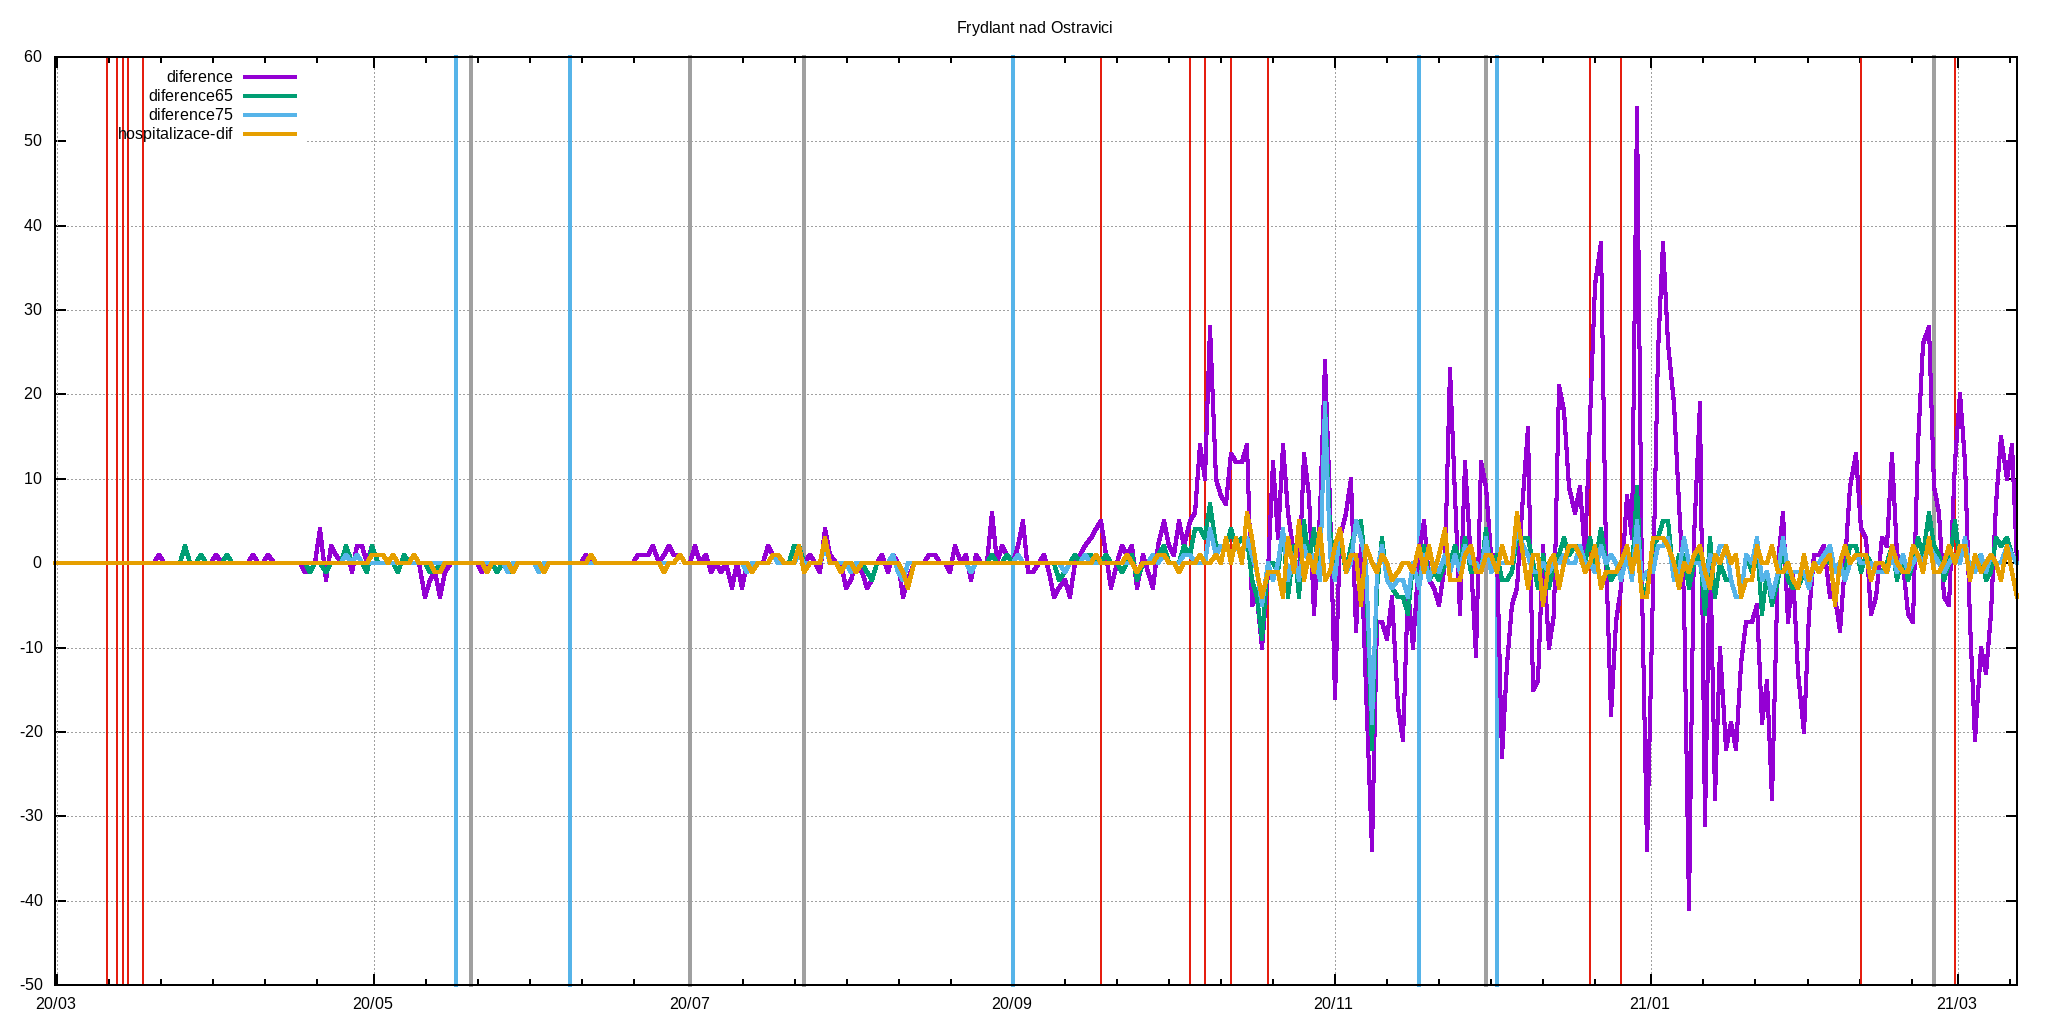 Frydlant nad Ostravici
diference
diference65
diference75
hospitalizace-dif
60
50
40
30
20
10
0
-10
-20
-30
-40
-50
20/03 20/05 20/07 20/09 20/11 21/01 21/03